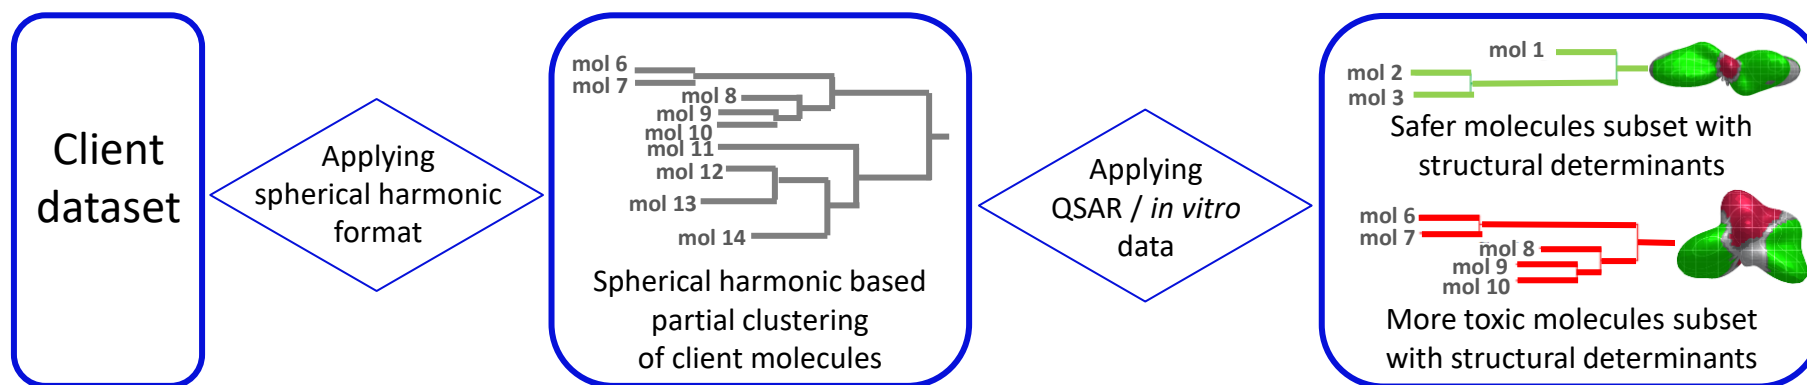 Client
dataset
Applying
spherical harmonic
format
mol 6
mol 7
mol 8
mol 9
mol 10
mol 11
mol 12
mol 13
mol 14
Spherical harmonic based
partial clustering
of client molecules
Applying
QSAR / in vitro
data
mol 1
mol 2
mol 3
Safer molecules subset with
structural determinants
mol 6
mol 7
mol 8
mol 9
mol 10
More toxic molecules subset
with structural determinants